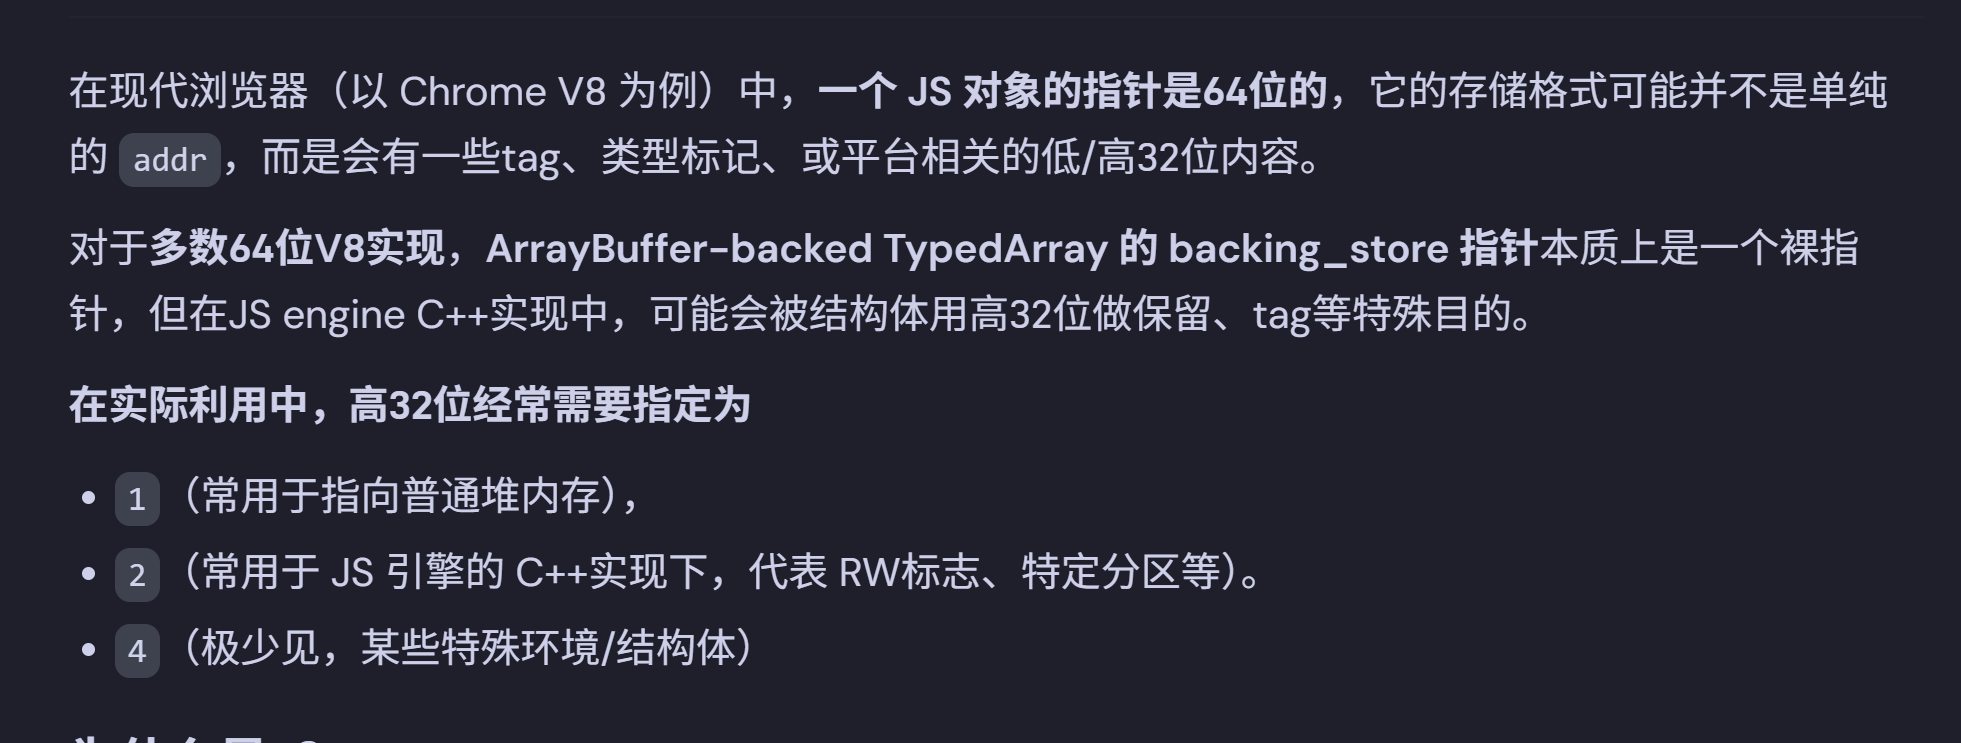 在现代浏览器（以 Chrome V8 为例）中，一个 JS 对象的指针是64位的，它的存储格式可能并不是单纯
的 addr，而是会有一些tag、类型标记、或平台相关的低/高32位内容。
对于多数64位V8实现，ArrayBuffer-backed TypedArray 的 backing_store 指针本质上是一个裸指
针，但在JS engine C++实现中，可能会被结构体用高32位做保留、tag等特殊目的。
在实际利用中，高32位经常需要指定为
• 1（常用于指向普通堆内存），
• 2（常用于 JS 引擎的 C++实现下，代表 RW标志、特定分区等）。
• 4（极少见，某些特殊环境/结构体）